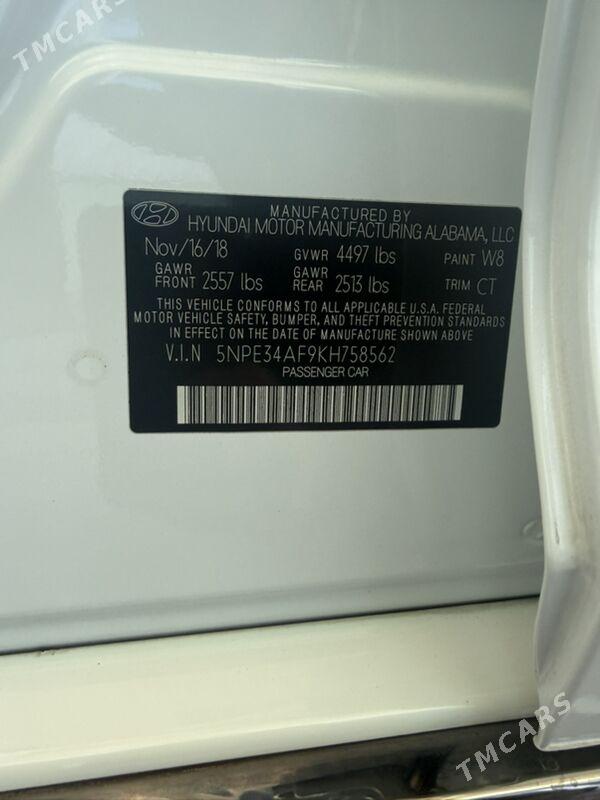 TMCARS
MANUFACTURED BY
HYUNDAI MOTOR MANUFACTURING ALABAMA, LLC
Nov/16/18 GVWR 4497 lbs PAINT W8
GAWR FRONT 2557 lbs GAWR REAR 2513 lbs TRIM CT
THIS VEHICLE CONFORMS TO ALL APPLICABLE U.S.A. FEDERAL
MOTOR VEHICLE SAFETY, BUMPER, AND THEFT PREVENTION STANDARDS
IN EFFECT ON THE DATE OF MANUFACTURE SHOWN ABOVE
V.I.N 5NPE34AF9KH758562
PASSENGER CAR
TMCARS